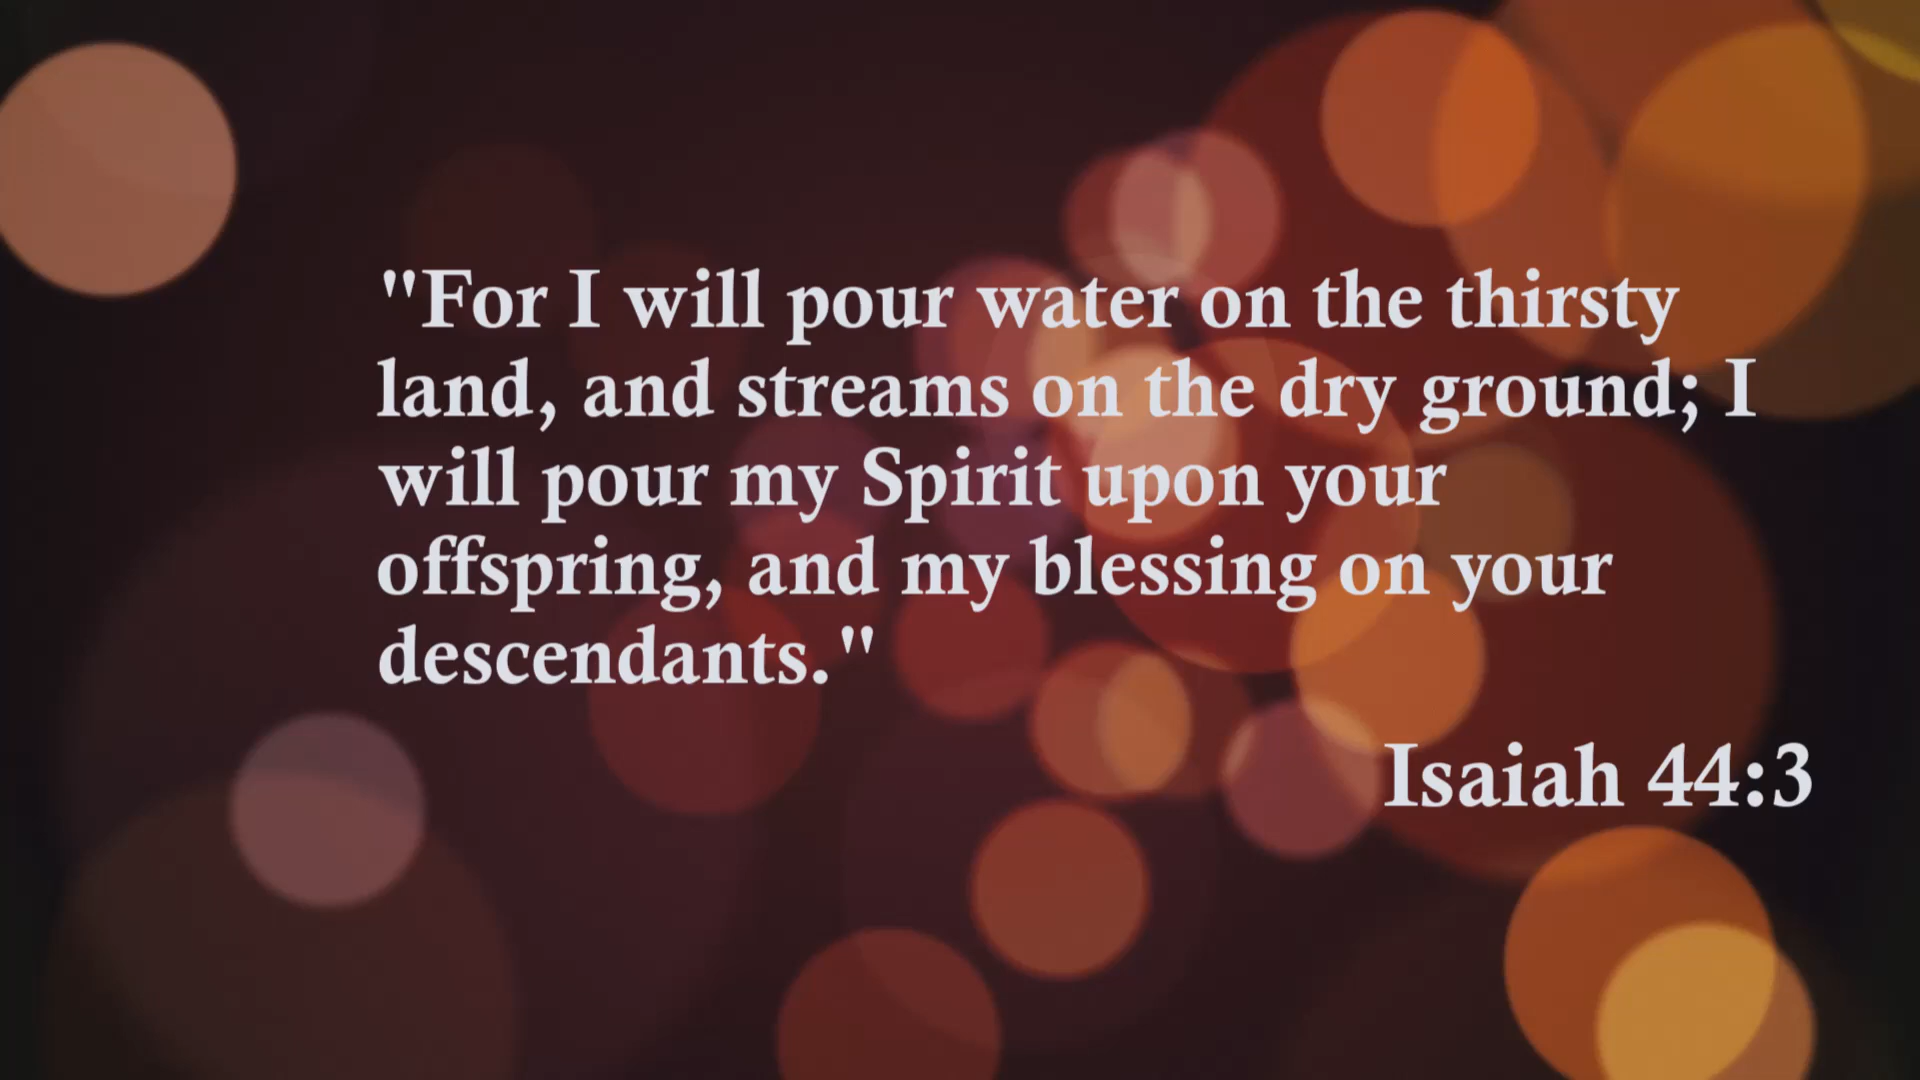 "For I will pour water on the thirsty
land, and streams on the dry ground; I
will pour my Spirit upon your
offspring, and my blessing on your
descendants."
Isaiah 44:3